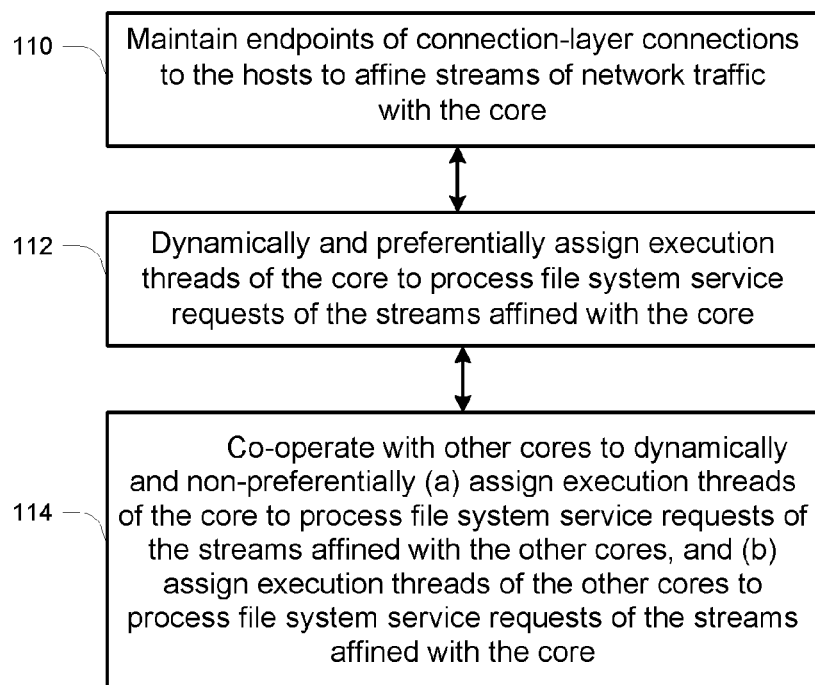 110
Maintain endpoints of connection-layer connections
to the hosts to affine streams of network traffic
with the core
112
Dynamically and preferentially assign execution
threads of the core to process file system service
requests of the streams affined with the core
114
Co-operate with other cores to dynamically
and non-preferentially (a) assign execution threads
of the core to process file system service requests of
the streams affined with the other cores, and (b)
assign execution threads of the other cores to
process file system service requests of the streams
affined with the core